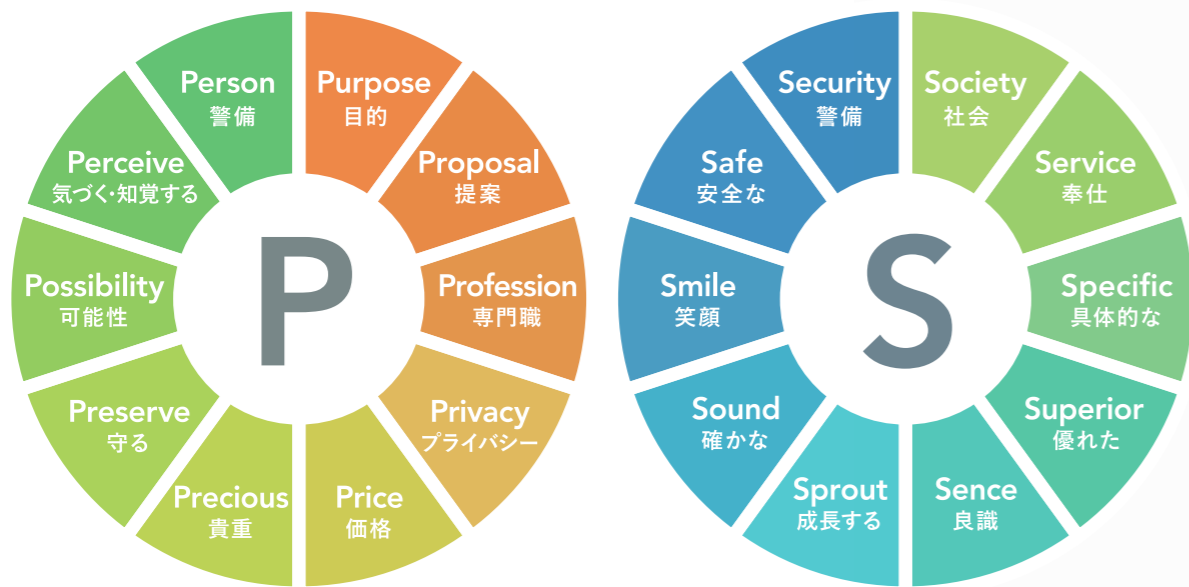 P
Purpose
目的
Proposal
提案
Profession
専門職
Privacy
プライバシー
Price
価格
Precious
貴重
Preserve
守る
Possibility
可能性
Perceive
気づく・知覚する
Person
警備
S
Society
社会
Service
奉仕
Specific
具体的な
Superior
優れた
Sence
良識
Sprout
成長する
Sound
確かな
Smile
笑顔
Safe
安全な
Security
警備